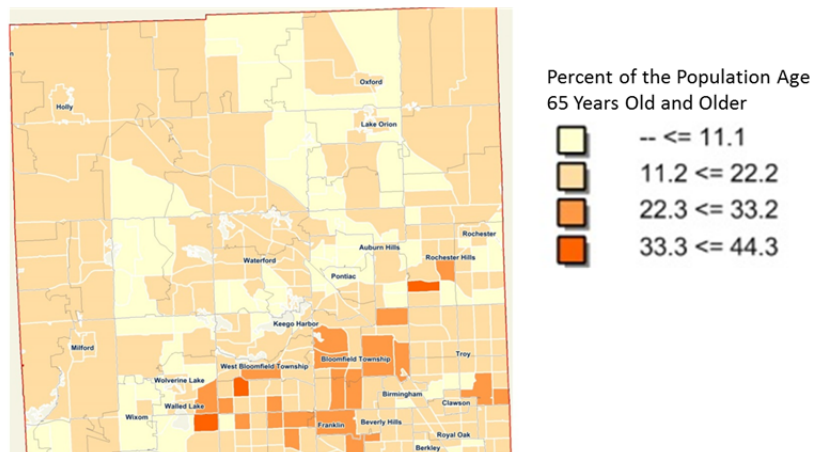 Oxford
n
Holly
Lake Orion
Rochester
Auburn Hills
Rochester Hills
Waterford
Pontiac
Keego Harbor
Milford
Troy
Bloomfield Township
West Bloomfield Township
Wolverine Lake
Birmingham
Clawson
Walled Lake
Wixom
Franklin
Beverly Hills
Royal Oak
Berkley
Percent of the Population Age
65 Years Old and Older
-- <= 11.1
11.2 <= 22.2
22.3 <= 33.2
33.3 <= 44.3